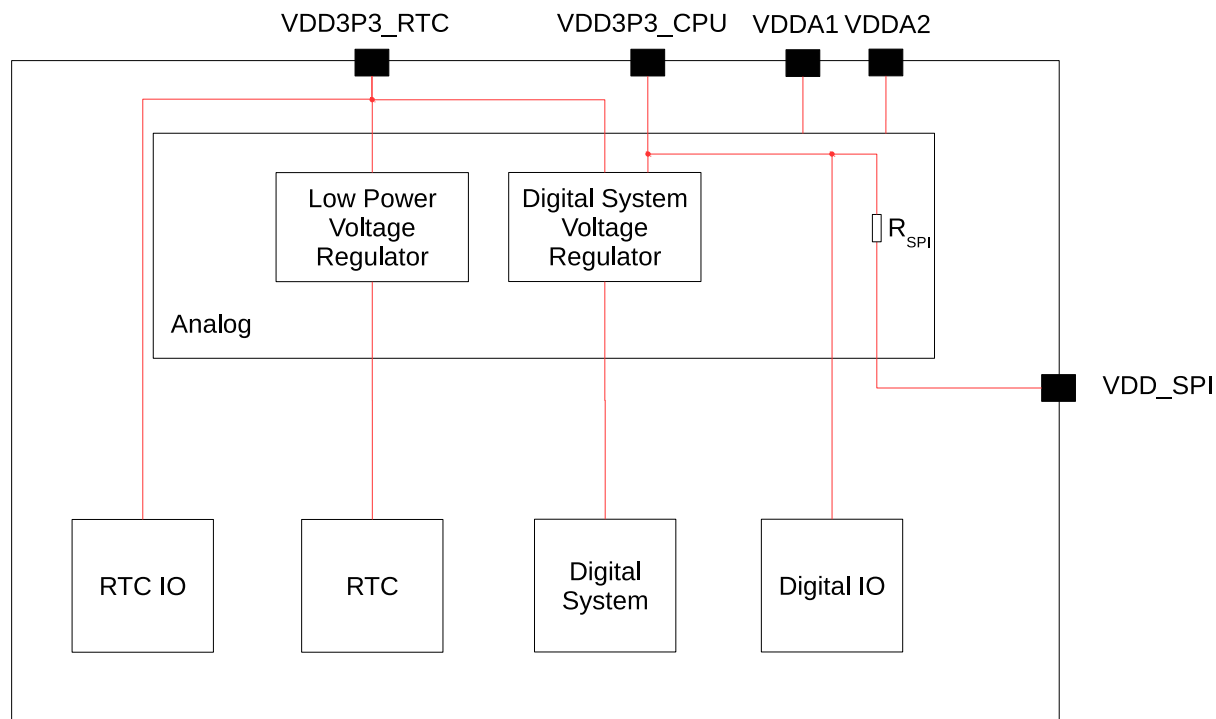 VDD3P3_RTC
VDD3P3_CPU
VDDA1
VDDA2
Low Power
Voltage
Regulator
Digital System
Voltage
Regulator
RSPI
Analog
VDD_SPI
RTC IO
RTC
Digital
System
Digital IO